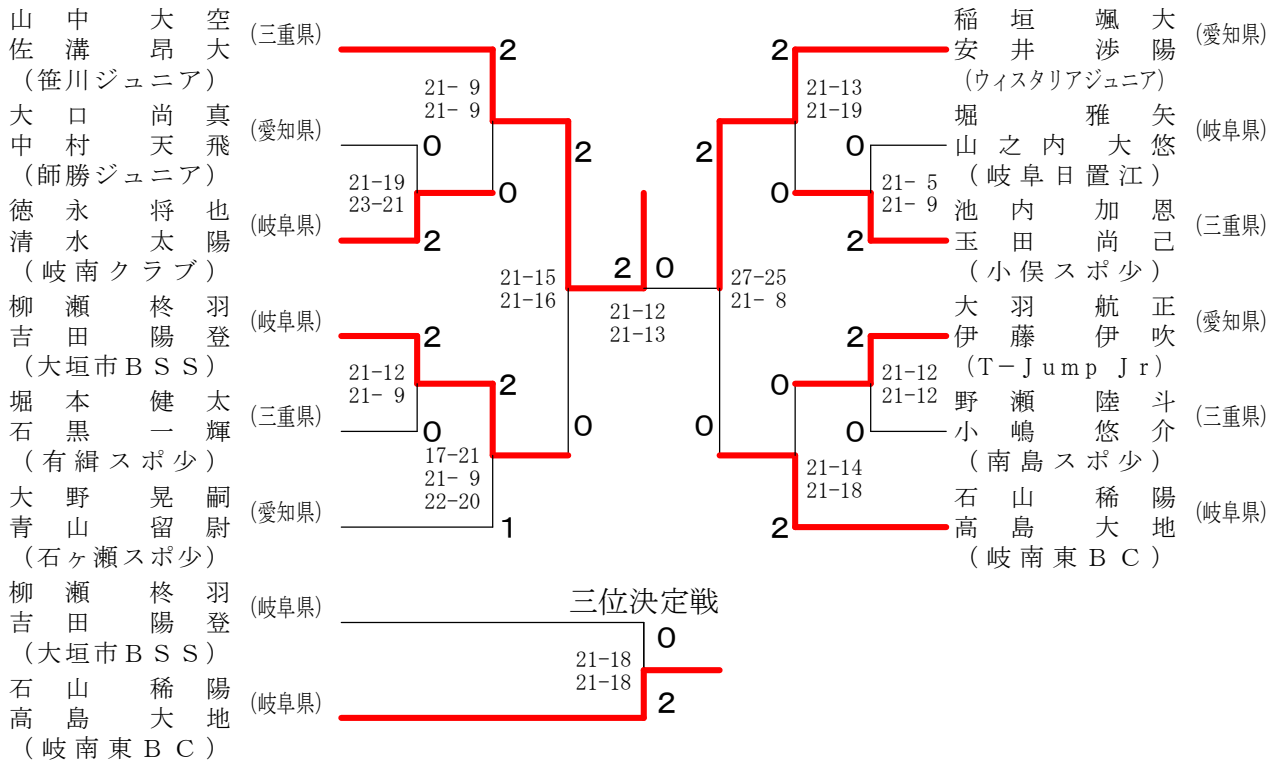 山中 大空
佐溝 昂大
(三重県)
(笹川ジュニア)
大口 尚真
中村 天飛
(愛知県)
(師勝ジュニア)
徳永 将也
清水 太陽
(岐阜県)
(岐南クラブ)
柳瀬 柊羽
吉田 陽登
(岐阜県)
(大垣市BSS)
堀本 健太
石黒 一輝
(三重県)
(有緝スポ少)
大野 晃嗣
青山 留尉
(愛知県)
(石ヶ瀬スポ少)
2
21- 9
21- 9
0
21-19
23-21
0
2
2
2
21-12
21- 9
2
0
17-21
21- 9
22-20
1
21-15
21-16
0
2 0
21-12
21-13
稲垣 颯大
安井 渉陽
(愛知県)
(ウィスタリアジュニア)
堀 雅矢
山之内 大悠
(岐阜県)
(岐阜日置江)
池内 加恩
玉田 尚己
(三重県)
(小俣スポ少)
大羽 航正
伊藤 伊吹
(愛知県)
(T-Jump Jr)
野瀬 陸斗
小嶋 悠介
(三重県)
(南島スポ少)
石山 稀陽
高島 大地
(岐阜県)
(岐南東BC)
2
21-13
21-19
2
0
0
21- 5
21- 9
2
27-25
21- 8
2
0
21-12
21-12
0
0
21-14
21-18
2
三位決定戦
柳瀬 柊羽
吉田 陽登
(岐阜県)
(大垣市BSS)
0
21-18
21-18
2
石山 稀陽
高島 大地
(岐阜県)
(岐南東BC)